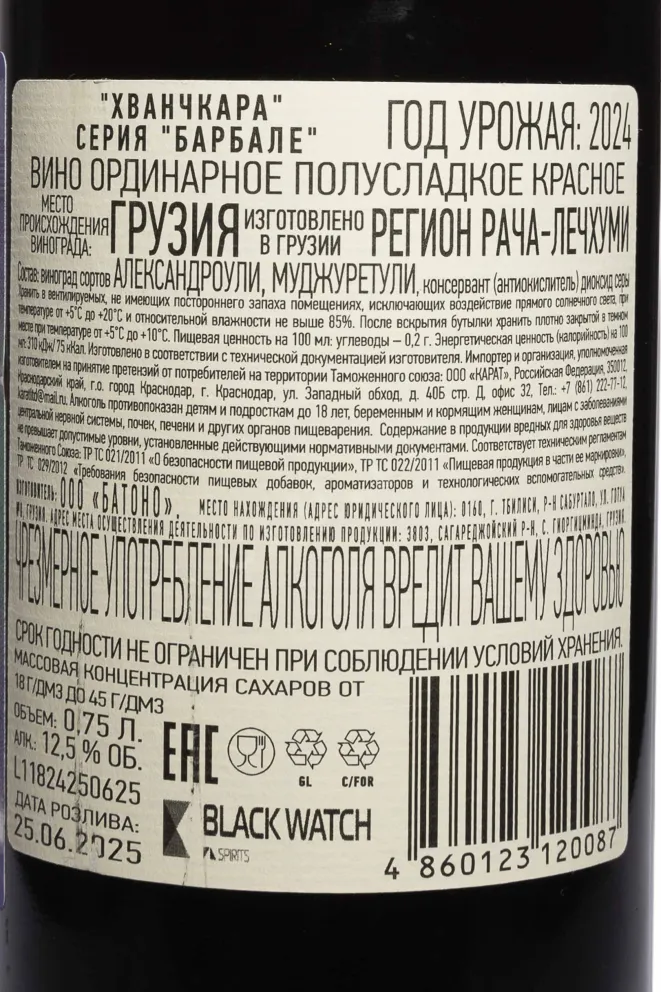 "ХВАНЧКАРА"
СЕРИЯ "БАРБАЛЕ"
ГОД УРОЖАЯ: 2024
ВИНО ОРДИНАРНОЕ ПОЛУСЛАДКОЕ КРАСНОЕ
МЕСТО
ПРОИСХОЖДЕНИЯ
ВИНОГРАДА:
ГРУЗИЯ
ИЗГОТОВЛЕНО
В ГРУЗИИ
РЕГИОН РАЧА-ЛЕЧХУМИ
Состав: виноград сортов АЛЕКСАНДРОУЛИ, МУДЖУРЕТУЛИ, консервант (антиокислитель) диоксид серы
Хранить в вентилируемых, не имеющих постороннего запаха помещениях, исключающих воздействие прямого солнечного света, при
температуре от +5°С до +20°С и относительной влажности не выше 85%. После вскрытия бутылки хранить плотно закрытой в темном
месте при температуре от +5°С до +10°С. Пищевая ценность на 100 мл: углеводы – 0,2 г. Энергетическая ценность (калорийность) на 100
мл: 310 кДж/ 75 кКал. Изготовлено в соответствии с технической документацией изготовителя. Импортер и организация, уполномоченная
изготовителем на принятие претензий от потребителей на территории Таможенного союза: ООО «КАРАТ», Российская Федерация, 350012,
Краснодарский край, г.о. город Краснодар, г. Краснодар, ул. Западный обход, д. 40Б стр. Д, офис 32, Тел.: +7 (861) 222-77-12,
karattd@mail.ru. Алкоголь противопоказан детям и подросткам до 18 лет, беременным и кормящим женщинам, лицам с заболеваниями
центральной нервной системы, почек, печени и других органов пищеварения. Содержание в продукции вредных для здоровья веществ
не превышает допустимые уровни, установленные действующими нормативными документами. Соответствует техническим регламентам
Таможенного Союза: ТР ТС 021/2011 «О безопасности пищевой продукции», ТР ТС 022/2011 «Пищевая продукция в части ее маркировки»,
ТР ТС 029/2012 «Требования безопасности пищевых добавок, ароматизаторов и технологических вспомогательных средств».
ИЗГОТОВИТЕЛЬ: ООО «БАТОНО», МЕСТО НАХОЖДЕНИЯ (АДРЕС ЮРИДИЧЕСКОГО ЛИЦА): 0160, Г. ТБИЛИСИ, Р-Н САБУРТАЛО, УЛ. ГОТУА
ГРУЗИЯ. АДРЕС МЕСТА ОСУЩЕСТВЛЕНИЯ ДЕЯТЕЛЬНОСТИ ПО ИЗГОТОВЛЕНИЮ ПРОДУКЦИИ: 3803, САГАРЕДЖОЙСКИЙ Р-Н, С. ГИОРГИЦМИНДА, ГРУЗИЯ.
ЧРЕЗМЕРНОЕ УПОТРЕБЛЕНИЕ АЛКОГОЛЯ ВРЕДИТ ВАШЕМУ ЗДОРОВЬЮ
СРОК ГОДНОСТИ НЕ ОГРАНИЧЕН ПРИ СОБЛЮДЕНИИ УСЛОВИЙ ХРАНЕНИЯ.
МАССОВАЯ КОНЦЕНТРАЦИЯ САХАРОВ ОТ
18 Г/ДМ3 ДО 45 Г/ДМ3
ОБЪЕМ: 0,75 Л.
АЛК.: 12,5 % ОБ.
L11824250625
ДАТА РОЗЛИВА:
25.06.2025
EAC
GL
C/FOR
BLACK WATCH
SPIRITS
4 860123 120087